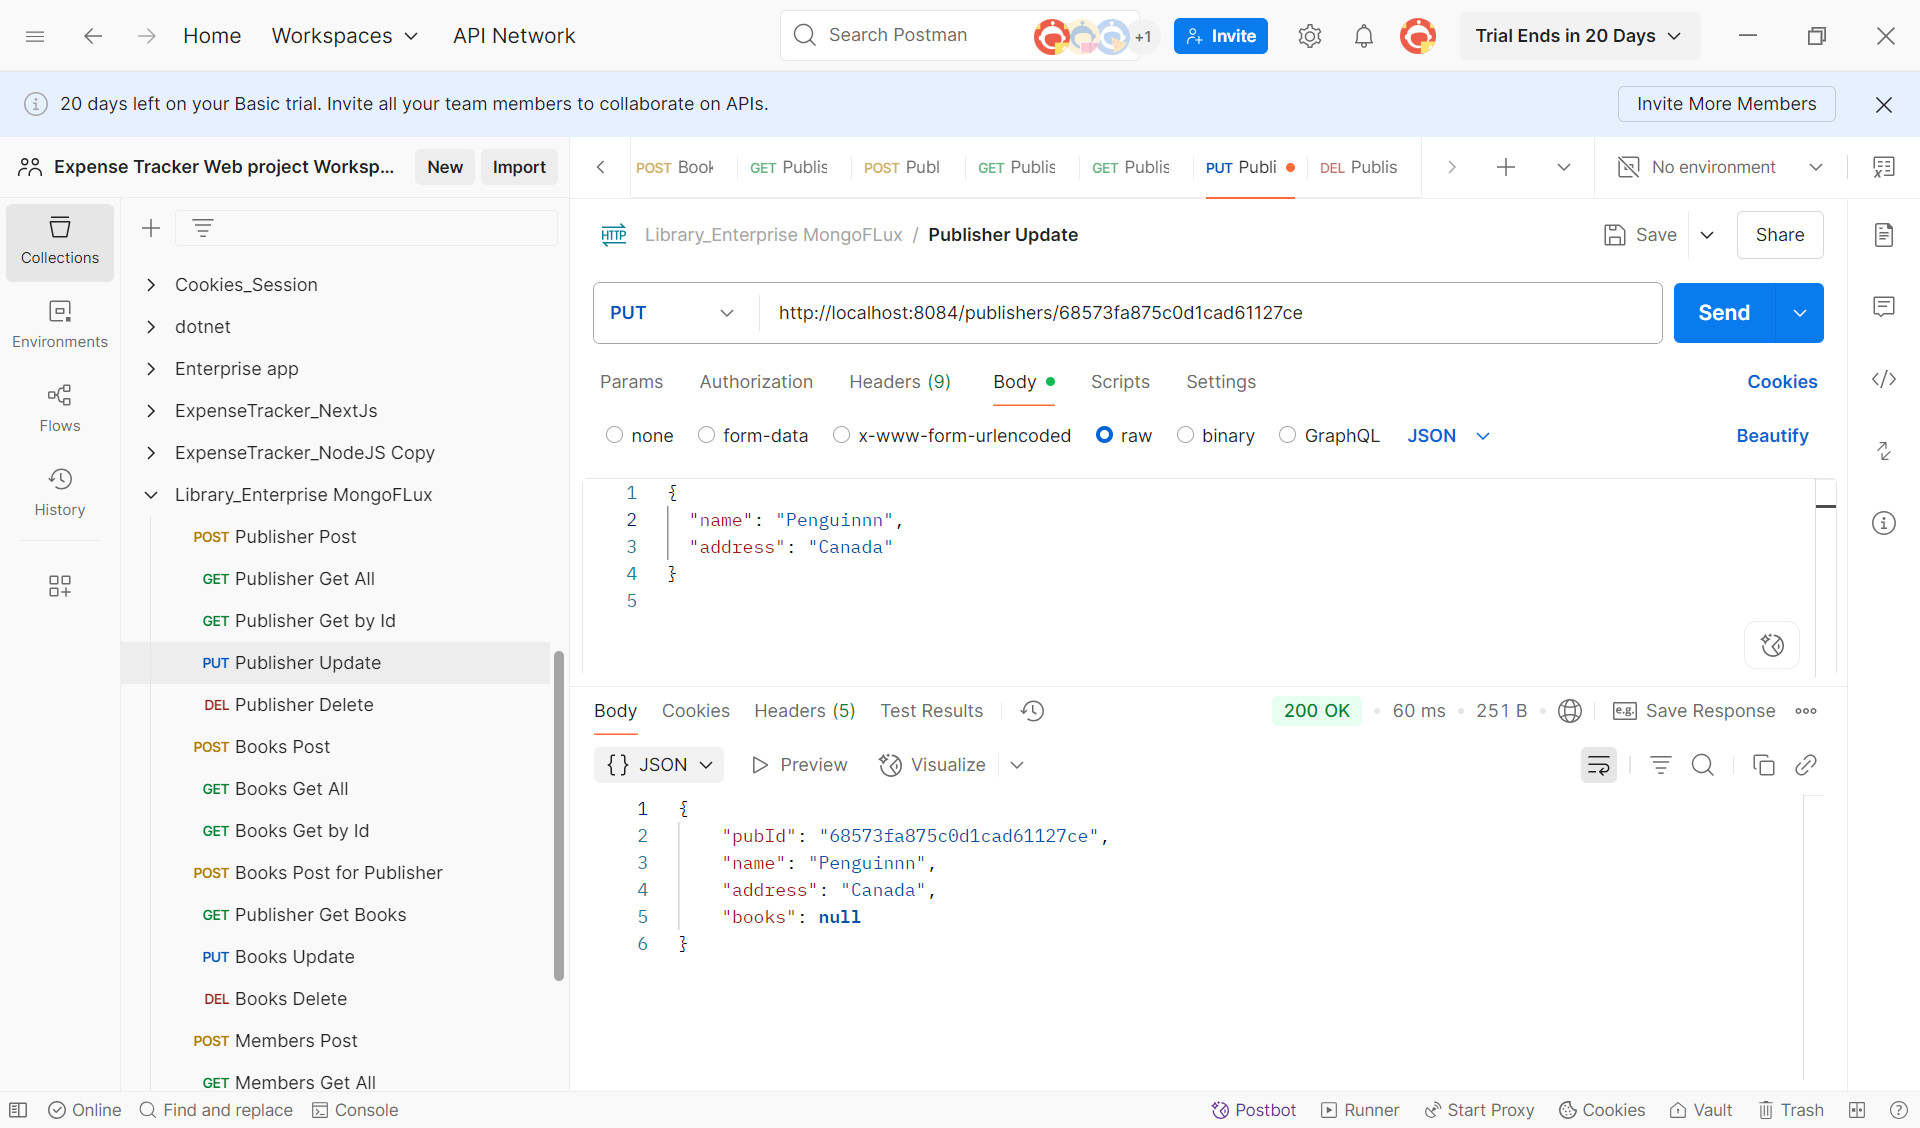 Home Workspaces API Network Search Postman +1 Invite Trial Ends in 20 Days
20 days left on your Basic trial. Invite all your team members to collaborate on APIs. Invite More Members
Expense Tracker Web project Worksp... New Import
POST Book GET Publis POST Publ GET Publis GET Publis PUT Publi DEL Publis No environment
Collections
Environments
Flows
History
Cookies_Session
dotnet
Enterprise app
ExpenseTracker_NextJs
ExpenseTracker_NodeJS Copy
Library_Enterprise MongoFLux
POST Publisher Post
GET Publisher Get All
GET Publisher Get by Id
PUT Publisher Update
DEL Publisher Delete
POST Books Post
GET Books Get All
GET Books Get by Id
POST Books Post for Publisher
GET Publisher Get Books
PUT Books Update
DEL Books Delete
POST Members Post
GET Members Get All
HTTP Library_Enterprise MongoFLux / Publisher Update Save Share
PUT http://localhost:8084/publishers/68573fa875c0d1cad61127ce Send
Params Authorization Headers (9) Body Scripts Settings Cookies
none form-data x-www-form-urlencoded raw binary GraphQL JSON Beautify
1 {
2 "name": "Penguinnn",
3 "address": "Canada"
4 }
5
Body Cookies Headers (5) Test Results 200 OK 60 ms 251 B e.g. Save Response
{} JSON Preview Visualize
1 {
2 "pubId": "68573fa875c0d1cad61127ce",
3 "name": "Penguinnn",
4 "address": "Canada",
5 "books": null
6 }
Online Find and replace Console Postbot Runner Start Proxy Cookies Vault Trash